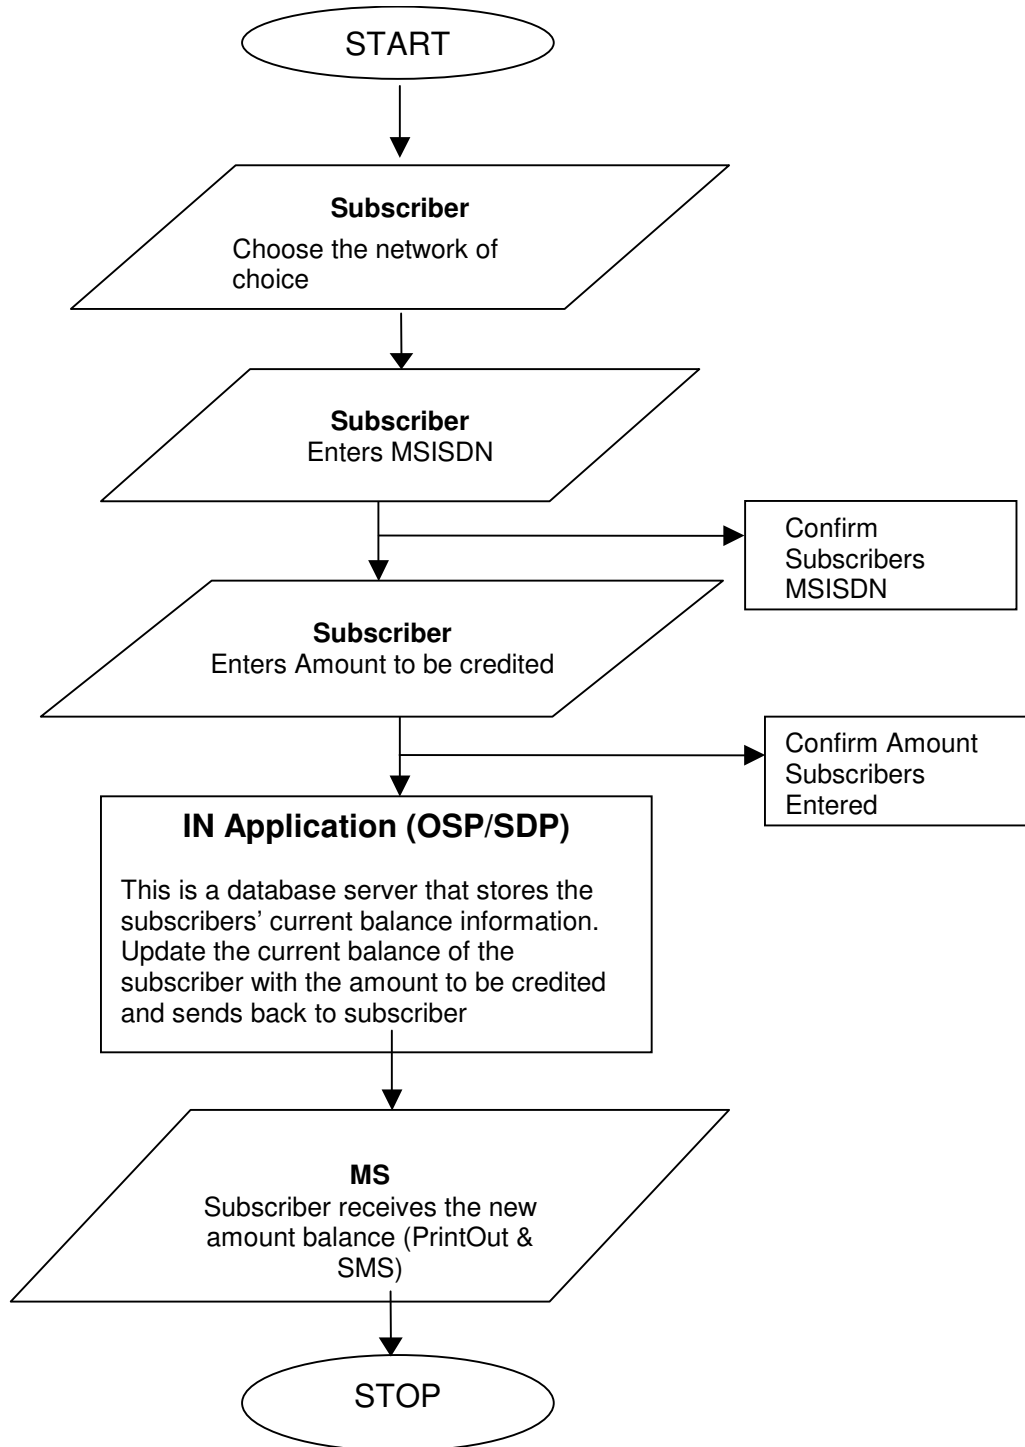 START
Subscriber
Choose the network of
choice
Subscriber
Enters MSISDN
Confirm
Subscribers
MSISDN
Subscriber
Enters Amount to be credited
Confirm Amount
Subscribers
Entered
IN Application (OSP/SDP)
This is a database server that stores the
subscribers’ current balance information.
Update the current balance of the
subscriber with the amount to be credited
and sends back to subscriber
MS
Subscriber receives the new
amount balance (PrintOut &
SMS)
STOP